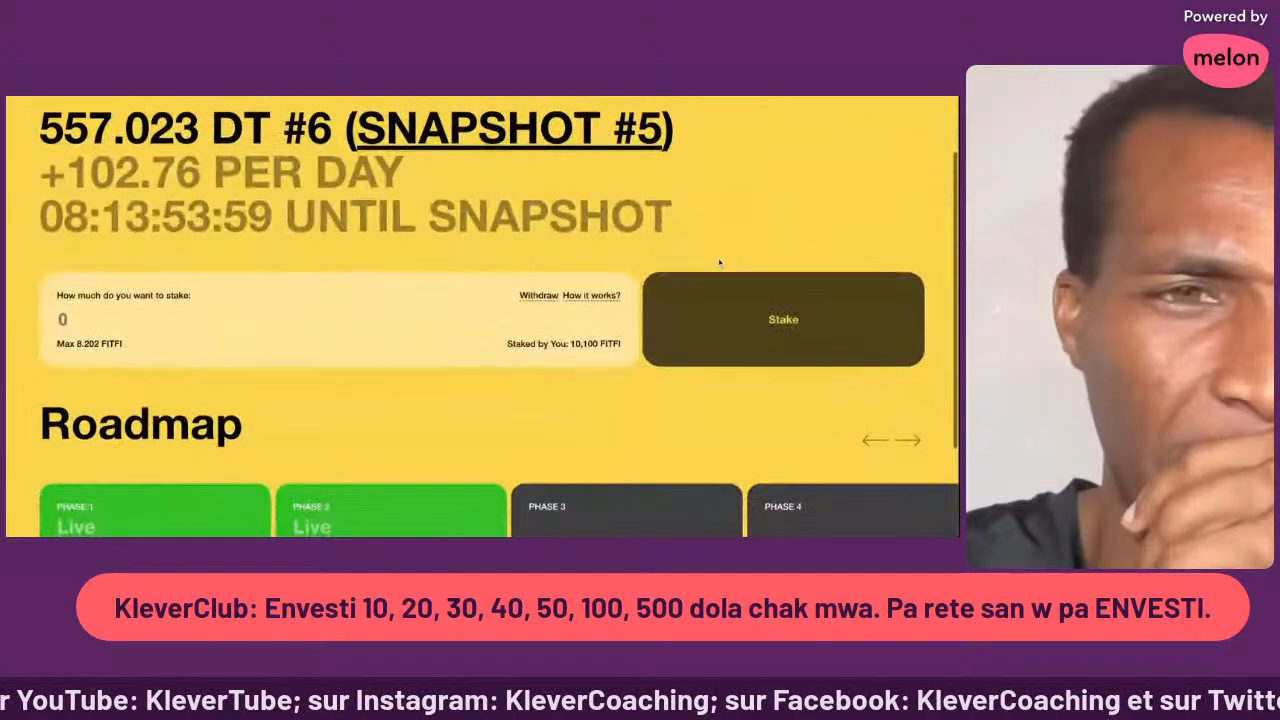 Powered by
melon
557.023 DT #6 (SNAPSHOT #5)
+102.76 PER DAY
08:13:53:59 UNTIL SNAPSHOT
How much do you want to stake:
Withdraw How it works?
0
Max 8.202 FITFI
Staked by You: 10,100 FITFI
Stake
Roadmap
PHASE 1
Live
PHASE 2
Live
PHASE 3
PHASE 4
KleverClub: Envesti 10, 20, 30, 40, 50, 100, 500 dola chak mwa. Pa rete san w pa ENVESTI.
r YouTube: KleverTube; sur Instagram: KleverCoaching; sur Facebook: KleverCoaching et sur Twitt